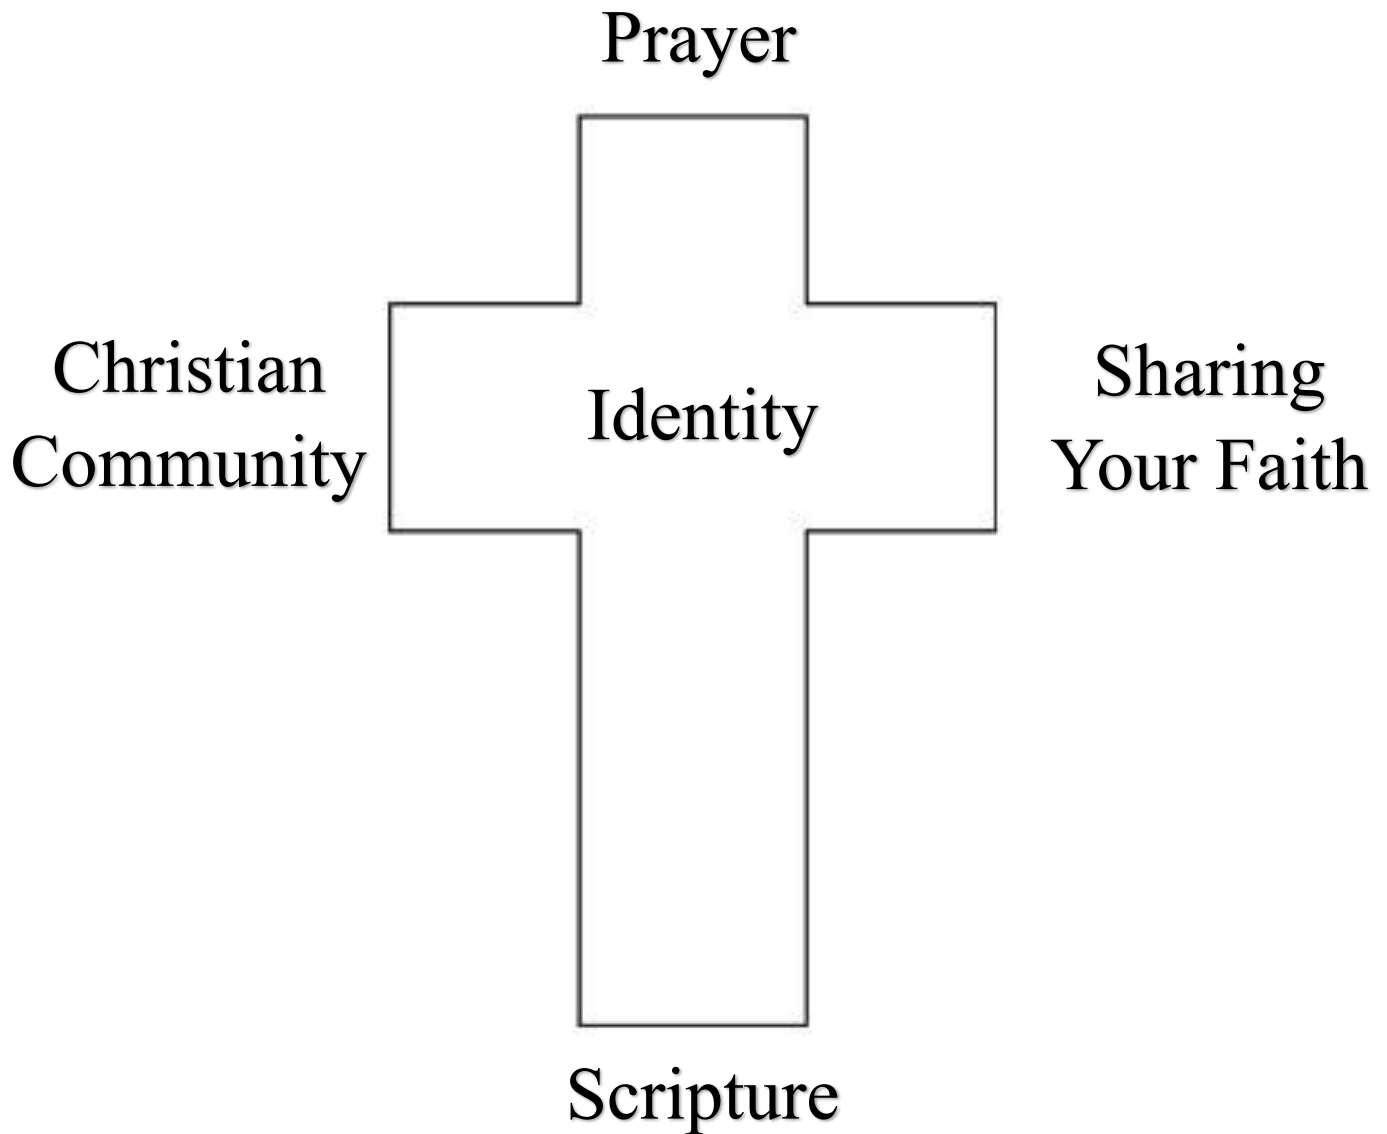 Prayer
Christian
Community
Identity
Sharing
Your Faith
Scripture